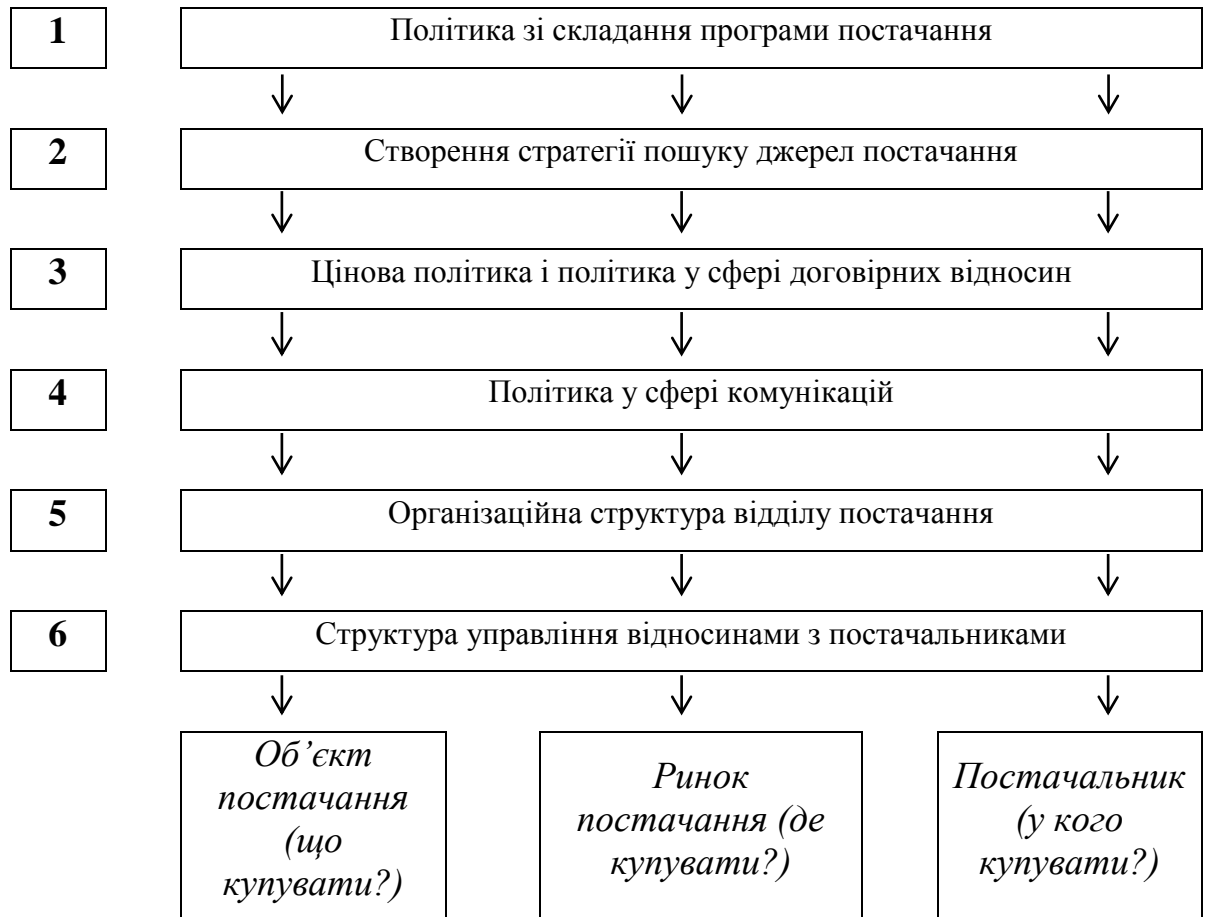 1
Політика зі складання програми постачання
2
Створення стратегії пошуку джерел постачання
3
Цінова політика і політика у сфері договірних відносин
4
Політика у сфері комунікацій
5
Організаційна структура відділу постачання
6
Структура управління відносинами з постачальниками
Об’єкт
постачання
(що
купувати?)
Ринок
постачання (де
купувати?)
Постачальник
(у кого
купувати?)